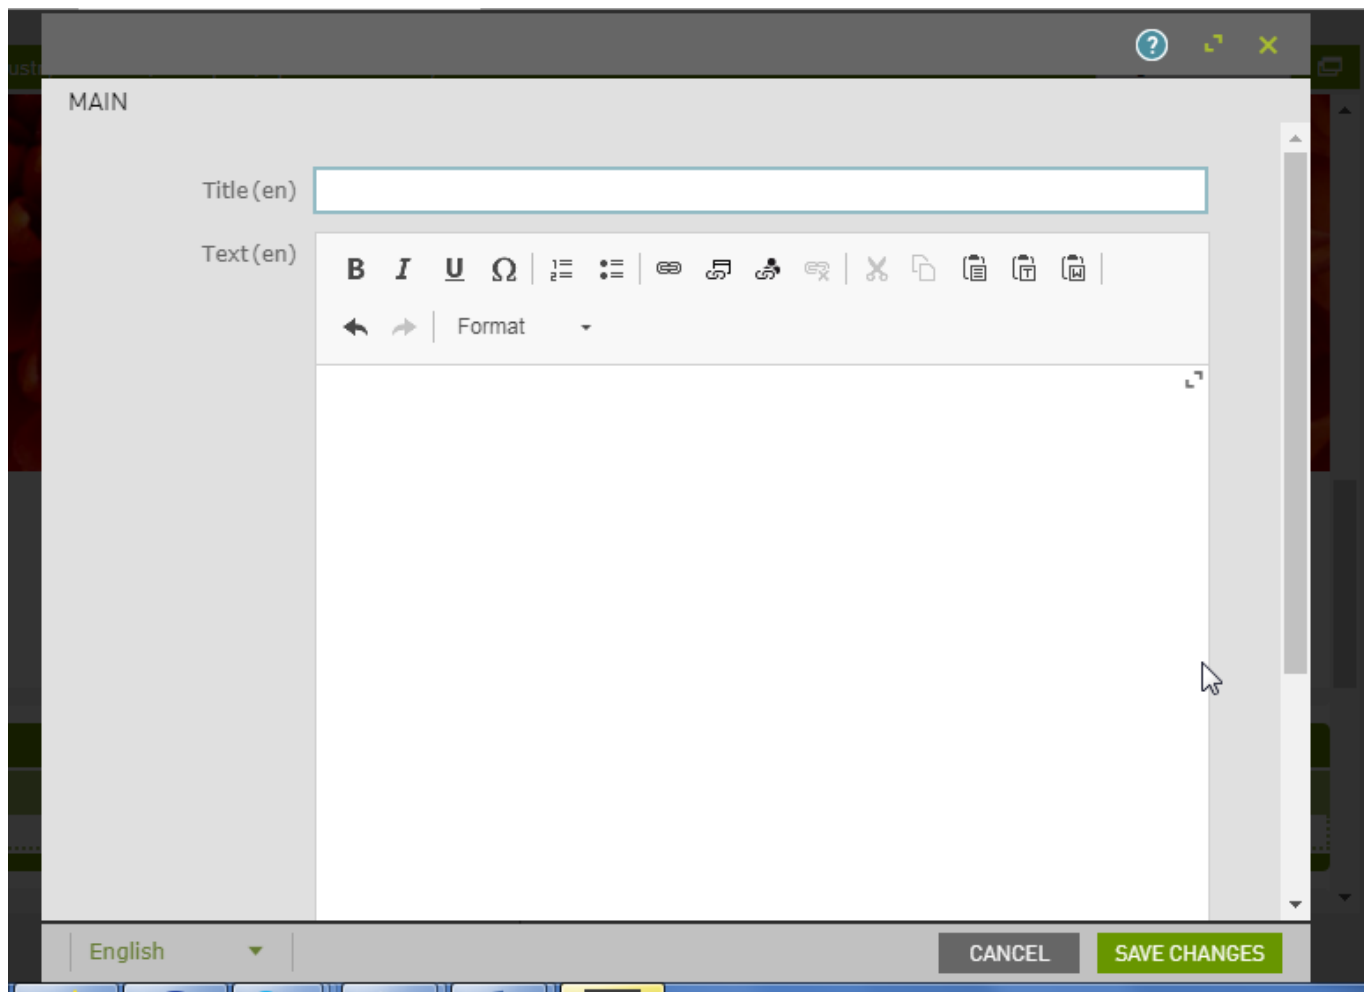 ?
MAIN
Title (en)
Text (en)
B I U Ω
Format
English
CANCEL
SAVE CHANGES